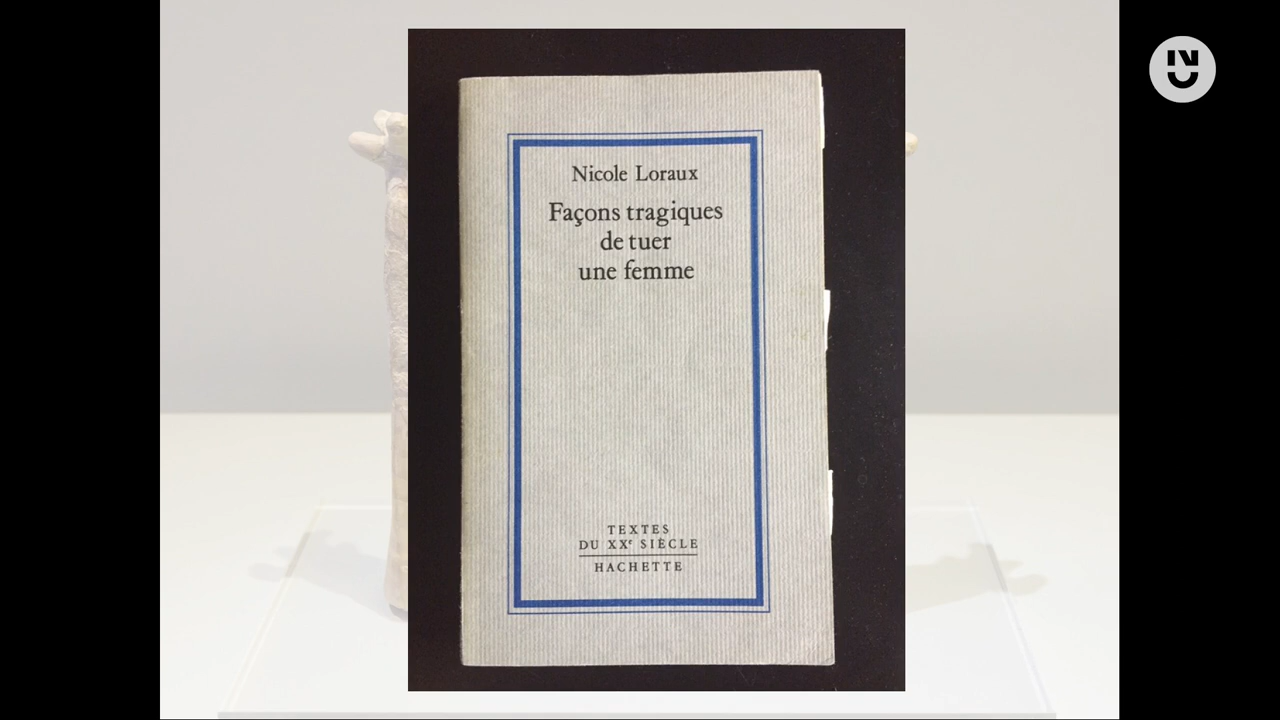 Nicole Loraux
Façons tragiques
de tuer
une femme
TEXTES
DU XXe SIÈCLE
HACHETTE